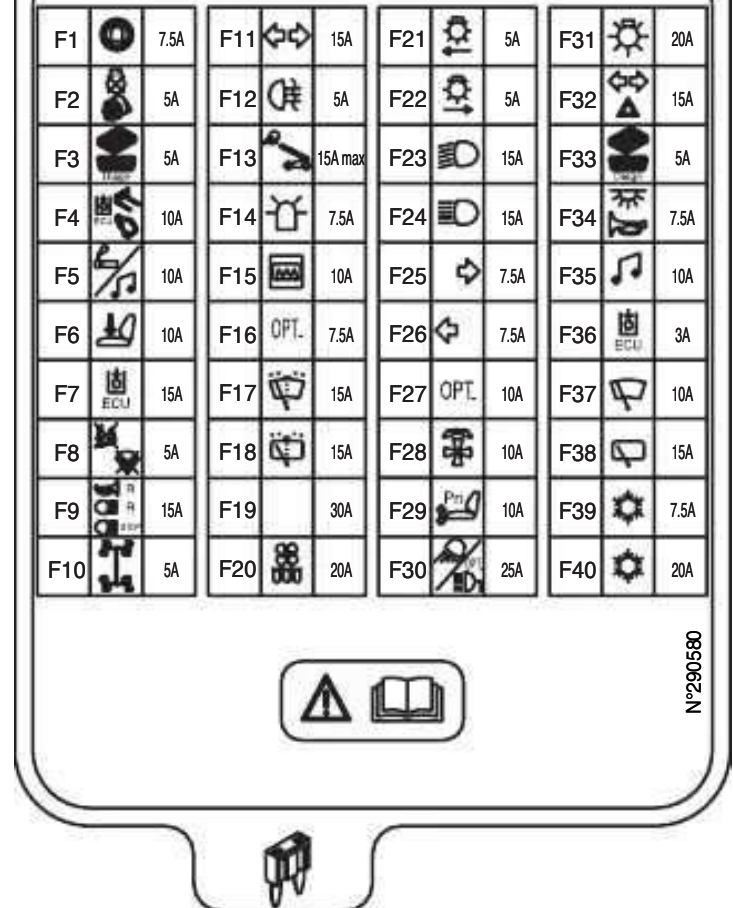 F1 7.5A F11 15A F21 5A F31 20A
F2 5A F12 5A F22 5A F32 15A
F3 5A F13 15A max F23 15A F33 5A
F4 ECU 10A F14 7.5A F24 15A F34 7.5A
F5 10A F15 10A F25 7.5A F35 10A
F6 10A F16 OPT. 7.5A F26 7.5A F36 ECU 3A
F7 ECU 15A F17 15A F27 OPT. 10A F37 10A
F8 5A F18 15A F28 10A F38 15A
F9 R R STOP 15A F19 30A F29 Pn 10A F39 7.5A
F10 5A F20 20A F30 25A F40 20A
N°290580